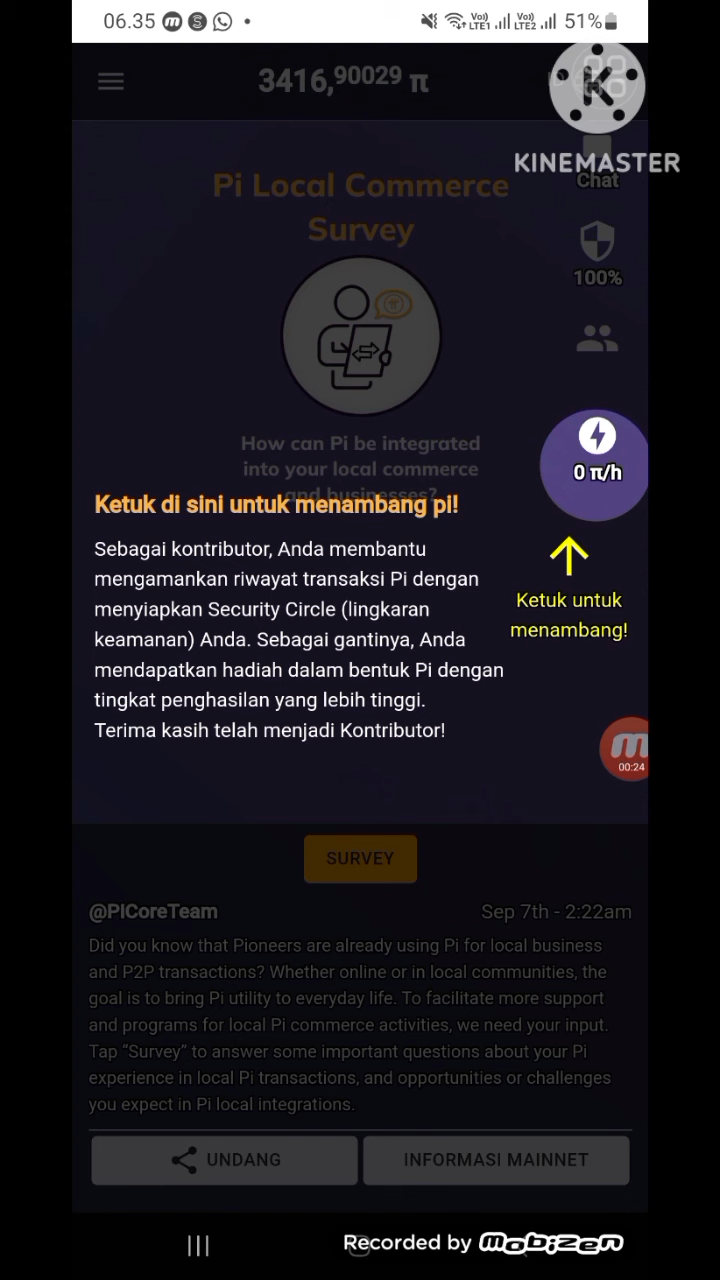 06.35
51%
3416,90029 π
KINEMASTER
Chat
Pi Local Commerce
Survey
100%
How can Pi be integrated
into your local commerce
and businesses?
0 π/h
Ketuk di sini untuk menambang pi!
Sebagai kontributor, Anda membantu
mengamankan riwayat transaksi Pi dengan
menyiapkan Security Circle (lingkaran
keamanan) Anda. Sebagai gantinya, Anda
mendapatkan hadiah dalam bentuk Pi dengan
tingkat penghasilan yang lebih tinggi.
Terima kasih telah menjadi Kontributor!
Ketuk untuk
menambang!
00:24
SURVEY
@PiCoreTeam
Sep 7th - 2:22am
Did you know that Pioneers are already using Pi for local business
and P2P transactions? Whether online or in local communities, the
goal is to bring Pi utility to everyday life. To facilitate more support
and programs for local Pi commerce activities, we need your input.
Tap “Survey” to answer some important questions about your Pi
experience in local Pi transactions, and opportunities or challenges
you expect in Pi local integrations.
UNDANG
INFORMASI MAINNET
Recorded by mobizen